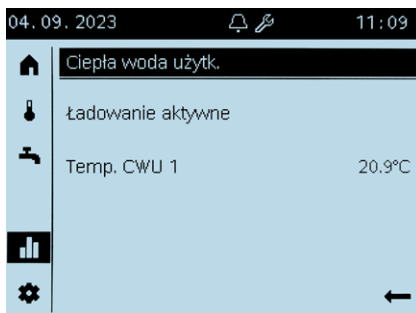 04.09.2023 11:09
Ciepła woda użytk.
Ładowanie aktywne
Temp. CWU 1 20.9°C